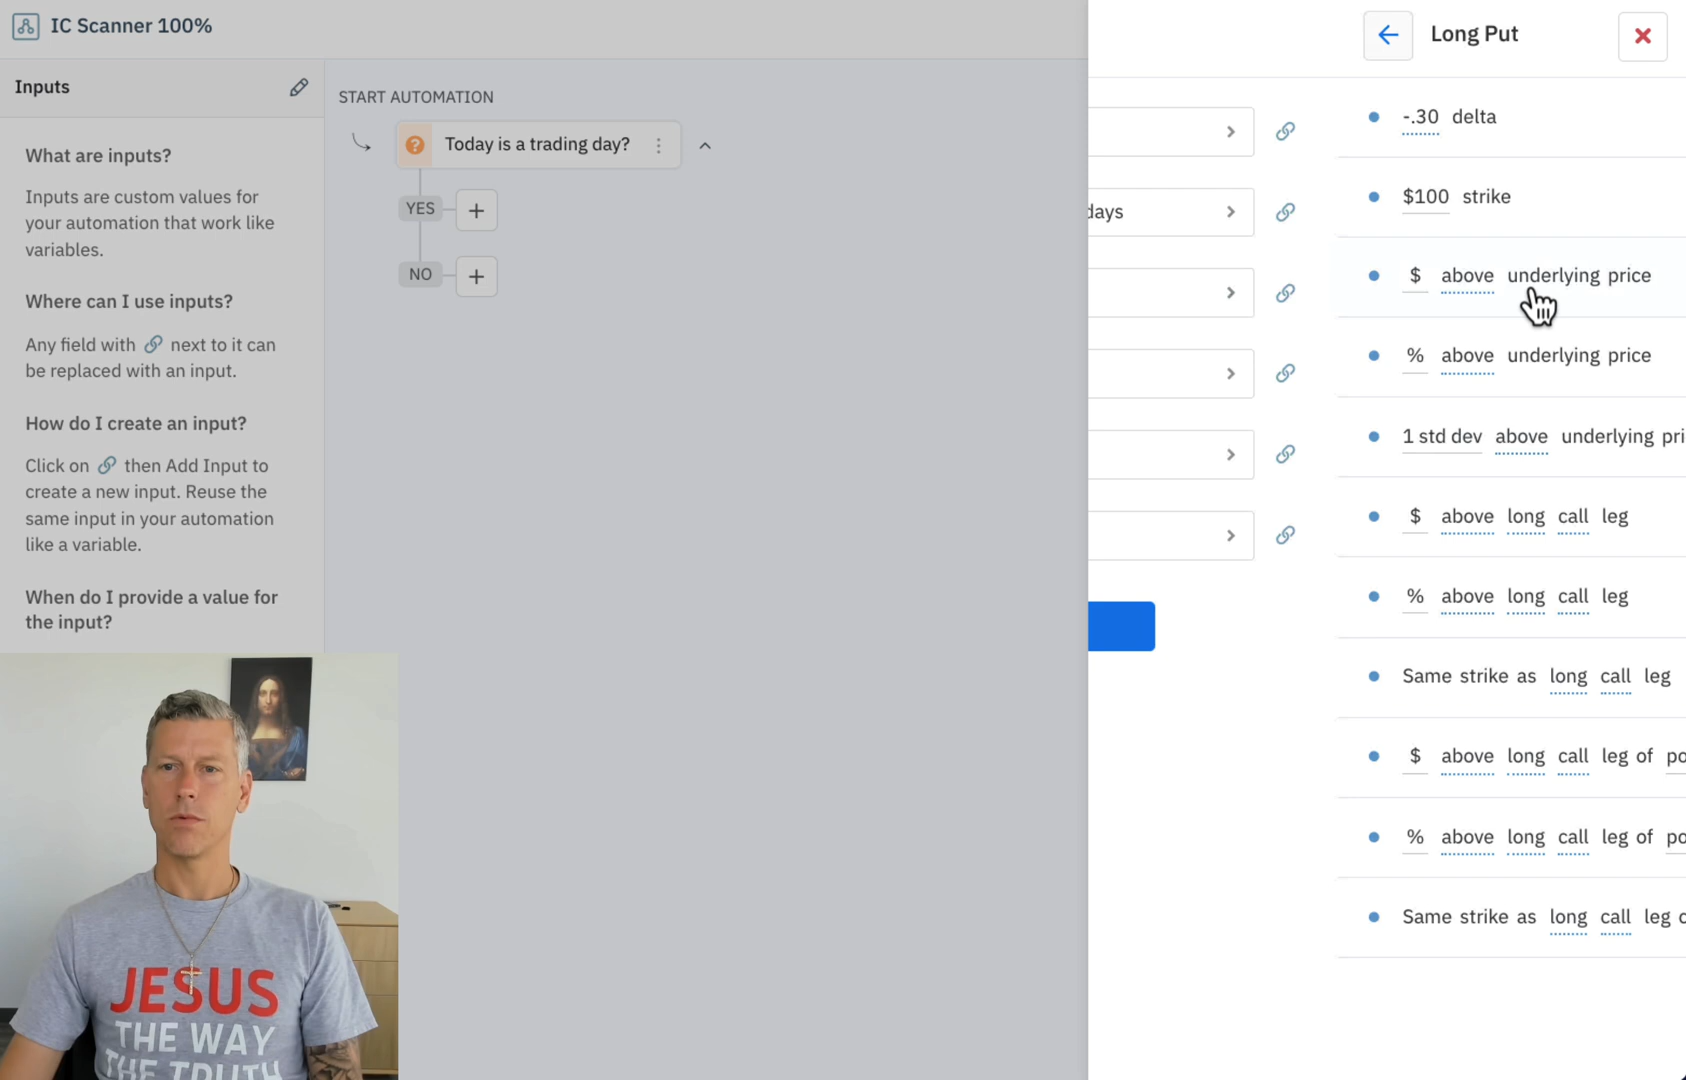 IC Scanner 100%
Inputs
What are inputs?
Inputs are custom values for
your automation that work like
variables.
Where can I use inputs?
Any field with next to it can
be replaced with an input.
How do I create an input?
Click on then Add Input to
create a new input. Reuse the
same input in your automation
like a variable.
When do I provide a value for
the input?
START AUTOMATION
? Today is a trading day?
YES +
NO +
days
Long Put
-.30 delta
$100 strike
$ above underlying price
% above underlying price
1 std dev above underlying pri
$ above long call leg
% above long call leg
Same strike as long call leg
$ above long call leg of po
% above long call leg of po
Same strike as long call leg
JESUS
THE WAY
THE TRUTH